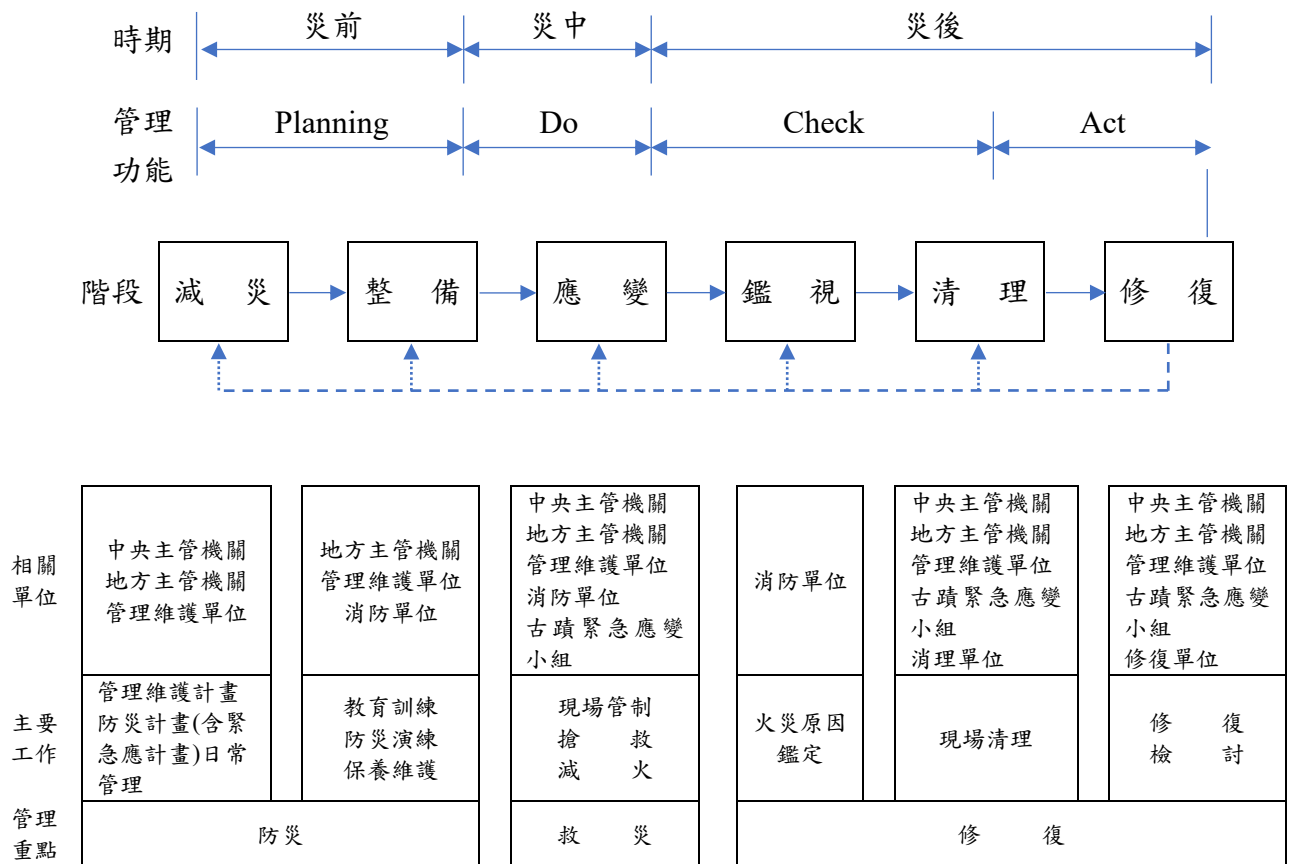 時期
災前
災中
災後
管理
功能
Planning
Do
Check
Act
階段
減 災
整 備
應 變
鑑 視
清 理
修 復
相關
單位
中央主管機關
地方主管機關
管理維護單位
地方主管機關
管理維護單位
消防單位
中央主管機關
地方主管機關
管理維護單位
消防單位
古蹟緊急應變
小組
消防單位
中央主管機關
地方主管機關
管理維護單位
古蹟緊急應變
小組
消理單位
中央主管機關
地方主管機關
管理維護單位
古蹟緊急應變
小組
修復單位
主要
工作
管理維護計畫
防災計畫(含緊
急應計畫)日常
管理
教育訓練
防災演練
保養維護
現場管制
搶 救
減 火
火災原因
鑑定
現場清理
修 復
檢 討
管理
重點
防災
救 災
修 復